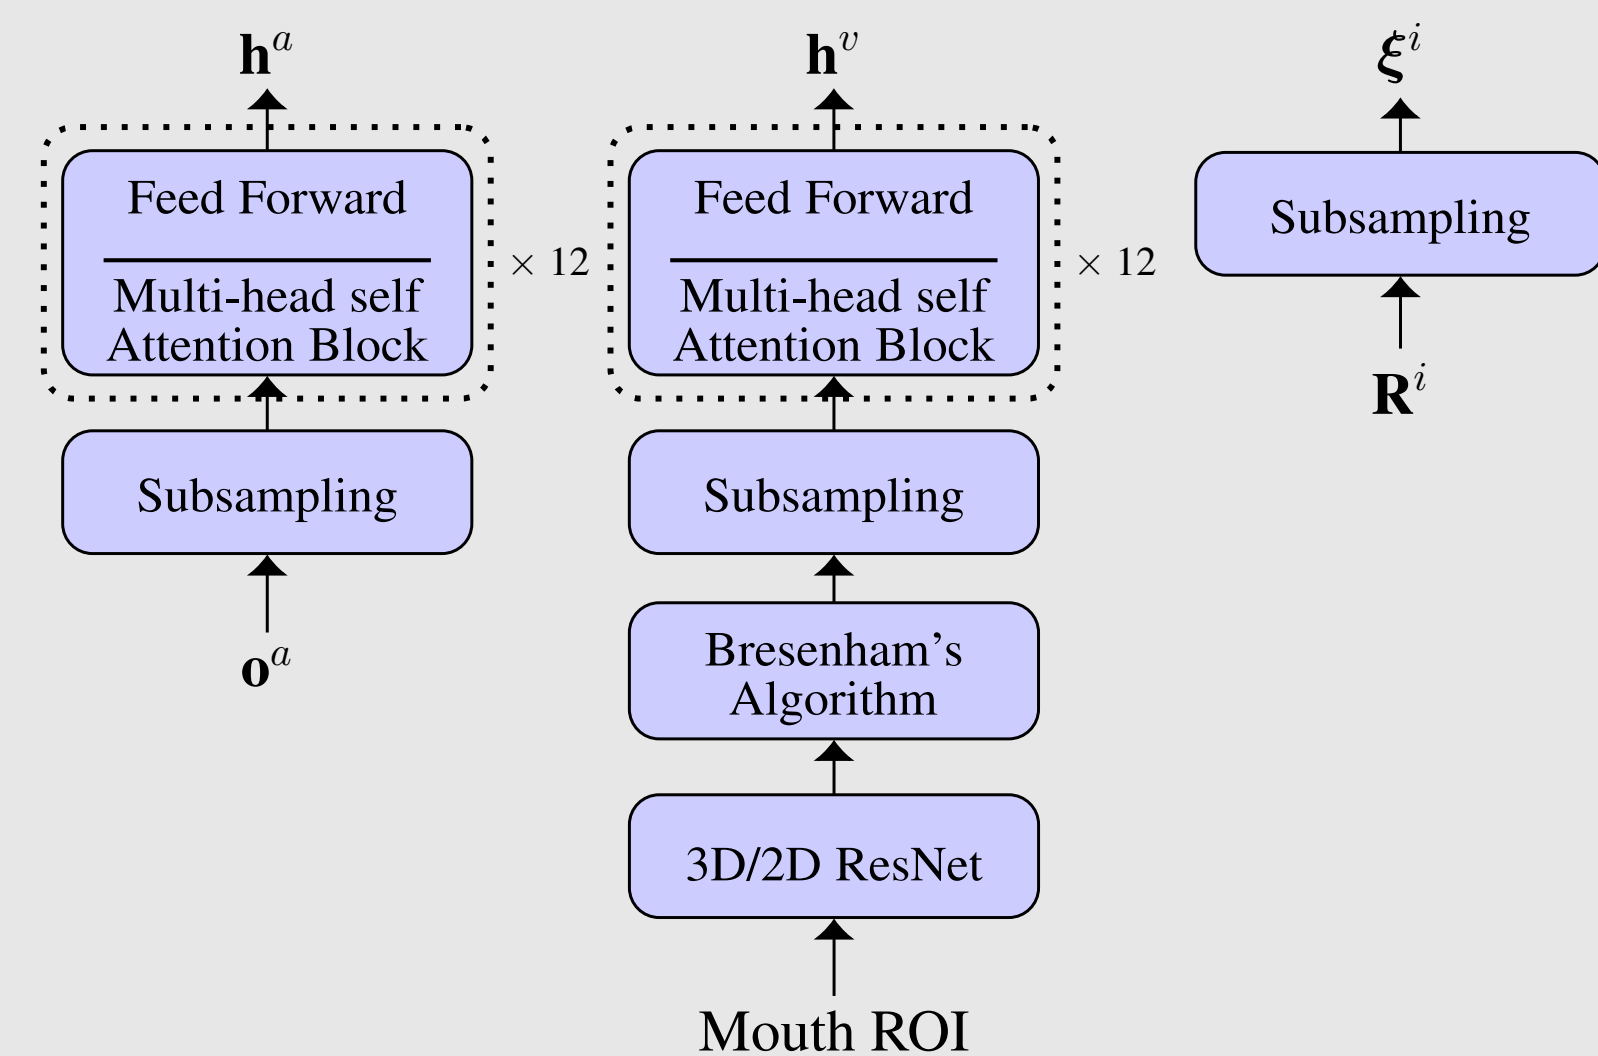 h^a
Feed Forward
Multi-head self
Attention Block
× 12
Subsampling
o^a
h^v
Feed Forward
Multi-head self
Attention Block
× 12
Subsampling
Bresenham’s
Algorithm
3D/2D ResNet
Mouth ROI
ξ^i
Subsampling
R^i